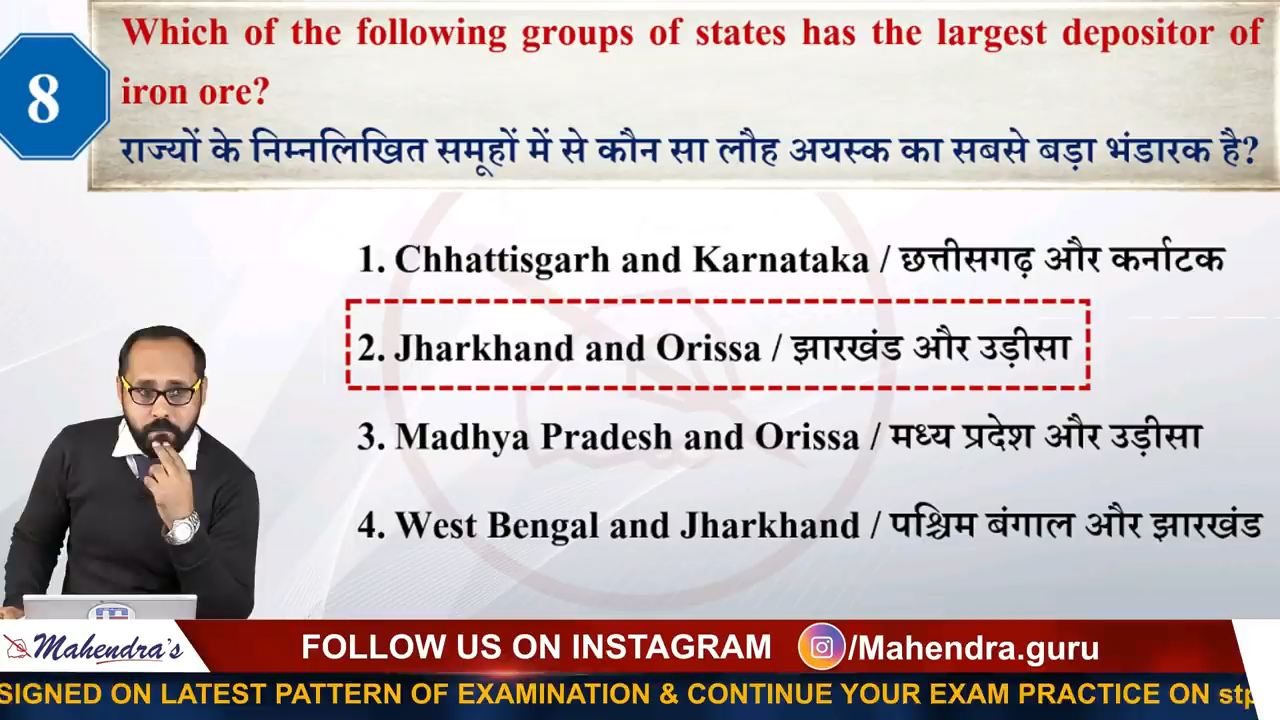 Which of the following groups of states has the largest depositor of
iron ore?
8
राज्यों के निम्नलिखित समूहों में से कौन सा लौह अयस्क का सबसे बड़ा भंडारक है?
1. Chhattisgarh and Karnataka / छत्तीसगढ़ और कर्नाटक
2. Jharkhand and Orissa / झारखंड और उड़ीसा
3. Madhya Pradesh and Orissa / मध्य प्रदेश और उड़ीसा
4. West Bengal and Jharkhand / पश्चिम बंगाल और झारखंड
Mahendra's
FOLLOW US ON INSTAGRAM /Mahendra.guru
SIGNED ON LATEST PATTERN OF EXAMINATION & CONTINUE YOUR EXAM PRACTICE ON stp